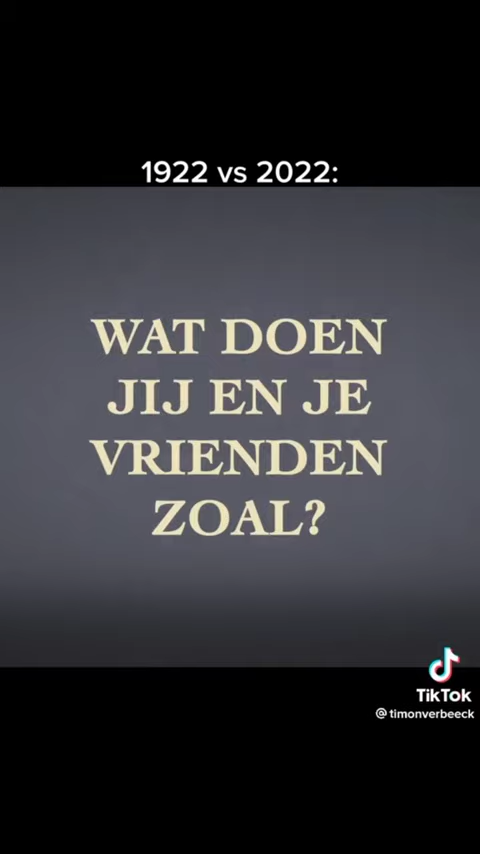 1922 vs 2022:
WAT DOEN
JIJ EN JE
VRIENDEN
ZOAL?
TikTok
@timonverbeeck